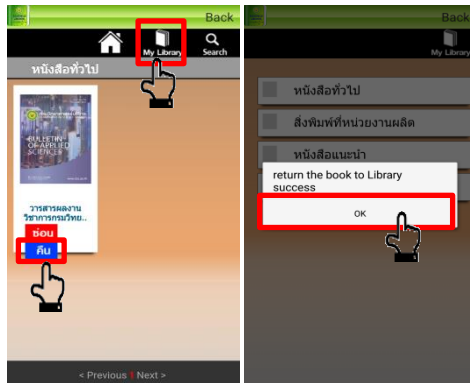 Back
My Library
Search
หนังสือทั่วไป
BULLETIN
OF APPLIED
SCIENCES
วารสารผลงาน
วิชาการกรมวิทย..
ซ่อน
คืน
< Previous 1 Next >
Back
My Library
หนังสือทั่วไป
สิ่งพิมพ์ที่หน่วยงานผลิต
หนังสือแนะนำ
return the book to Library
success
OK